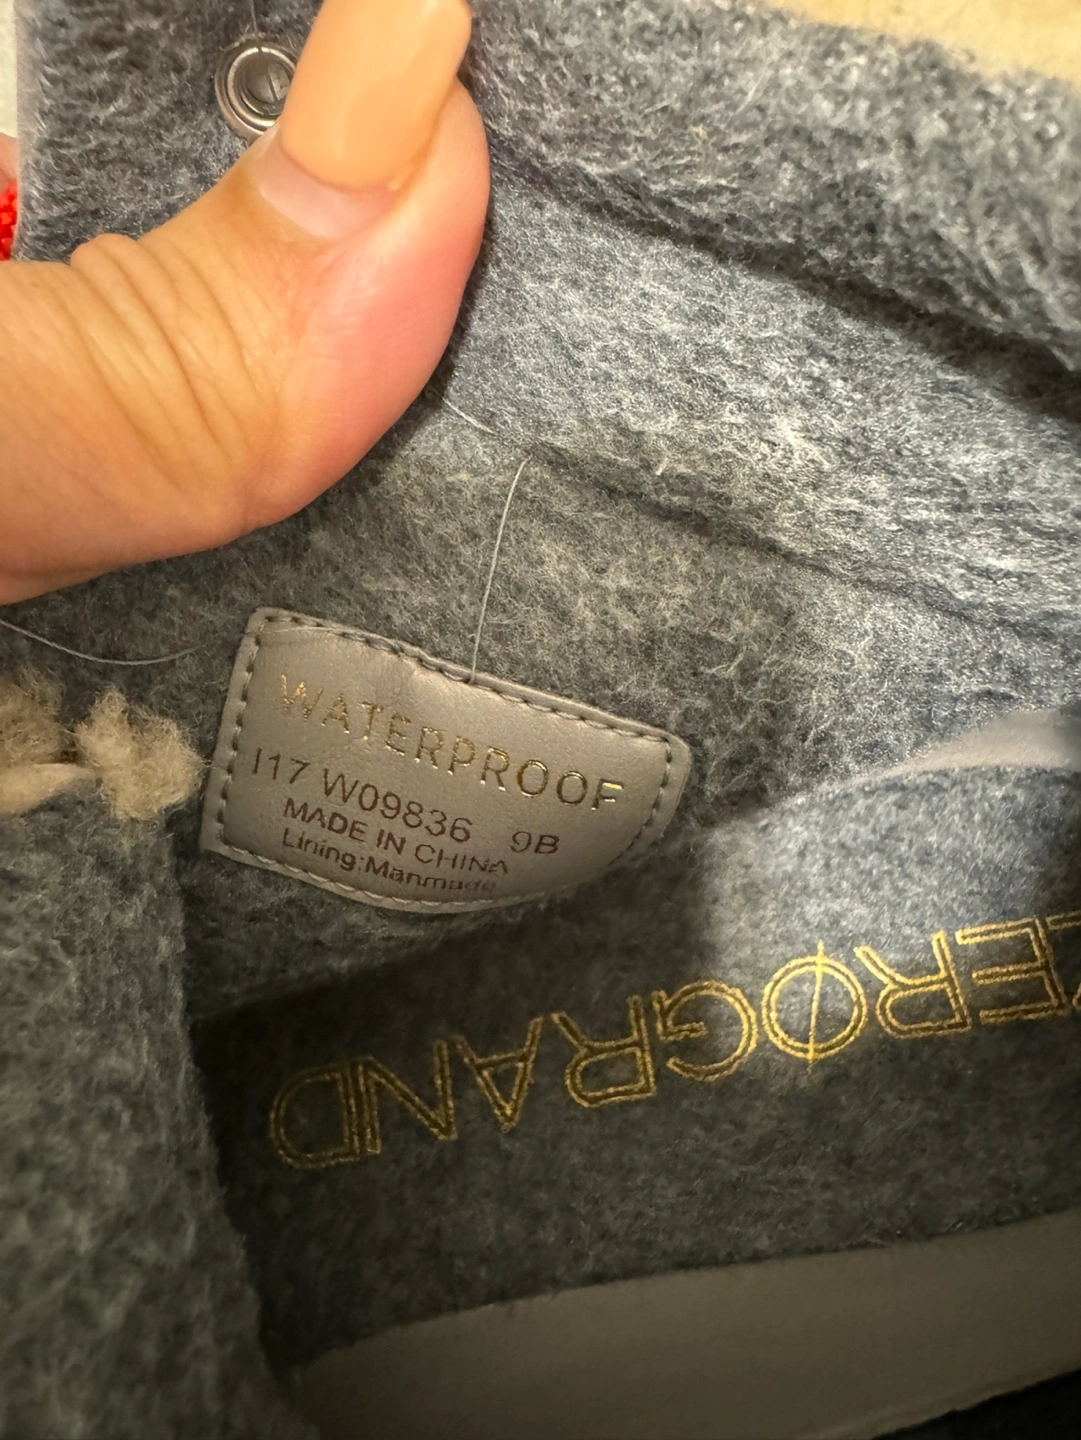 WATERPROOF
I17 W09836 9B
MADE IN CHINA
Lining:Manmade
ERØGRAND